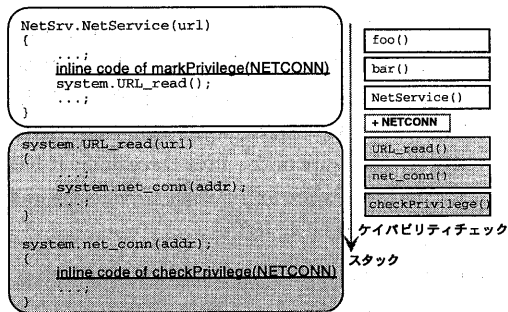 NetSrv.NetService(url)
{
...;
inline code of markPrivilege(NETCONN)
system.URL_read();
...;
}
system.URL_read(url)
{
...;
system.net_conn(addr);
...;
}
system.net_conn(addr);
{
inline code of checkPrivilege(NETCONN)
...;
}
foo()
bar()
NetService()
+ NETCONN
URL_read()
net_conn()
checkPrivilege()
ケイパビリティチェック
スタック